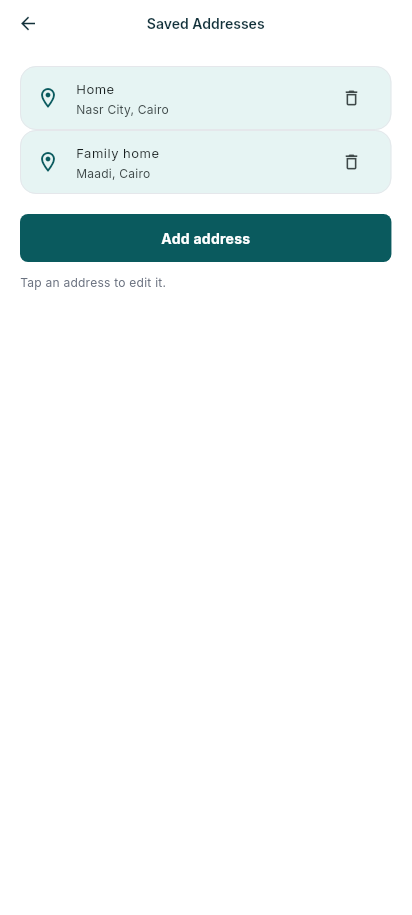 Saved Addresses
Home
Nasr City, Cairo
Family home
Maadi, Cairo
Add address
Tap an address to edit it.